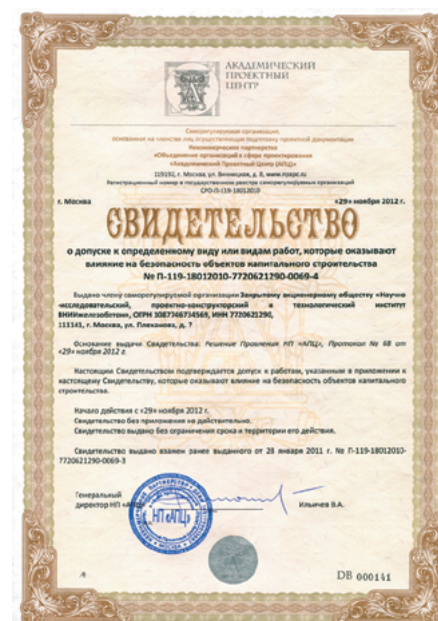 АКАДЕМИЧЕСКИЙ
ПРОЕКТНЫЙ
ЦЕНТР
Саморегулируемая организация,
основанная на членстве лиц осуществляющих подготовку проектной документации
Некоммерческое партнерство
«Объединение организаций в сфере проектирования
«Академический Проектный Центр (АПЦ)»
119192, г. Москва, ул. Винницкая, д. 8, www.npapc.ru
Регистрационный номер в государственном реестре саморегулируемых организаций
СРО-П-119-18012010
г. Москва «29» ноября 2012 г.
СВИДЕТЕЛЬСТВО
о допуске к определенному виду или видам работ, которые оказывают
влияние на безопасность объектов капитального строительства
№ П-119-18012010-7720621290-0069-4
Выдано члену саморегулируемой организации Закрытому акционерному обществу «Научно
-исследовательский, проектно-конструкторский и технологический институт
ВНИИжелезобетон», ОГРН 1087746734569, ИНН 7720621290,
111141, г. Москва, ул. Плеханова, д. 7
Основание выдачи Свидетельства: Решение Правления НП «АПЦ», Протокол № 68 от
«29» ноября 2012 г.
Настоящим Свидетельством подтверждается допуск к работам, указанным в приложении к
настоящему Свидетельству, которые оказывают влияние на безопасность объектов капитального
строительства.
Начало действия с «29» ноября 2012 г.
Свидетельство без приложения не действительно.
Свидетельство выдано без ограничения срока и территории его действия.
Свидетельство выдано взамен ранее выданного от 28 января 2011 г. № П-119-18012010-
7720621290-0069-3
Генеральный
директор НП «АПЦ» Ильичев В.А.
НП «АПЦ»
МОСКВА
DB 000141